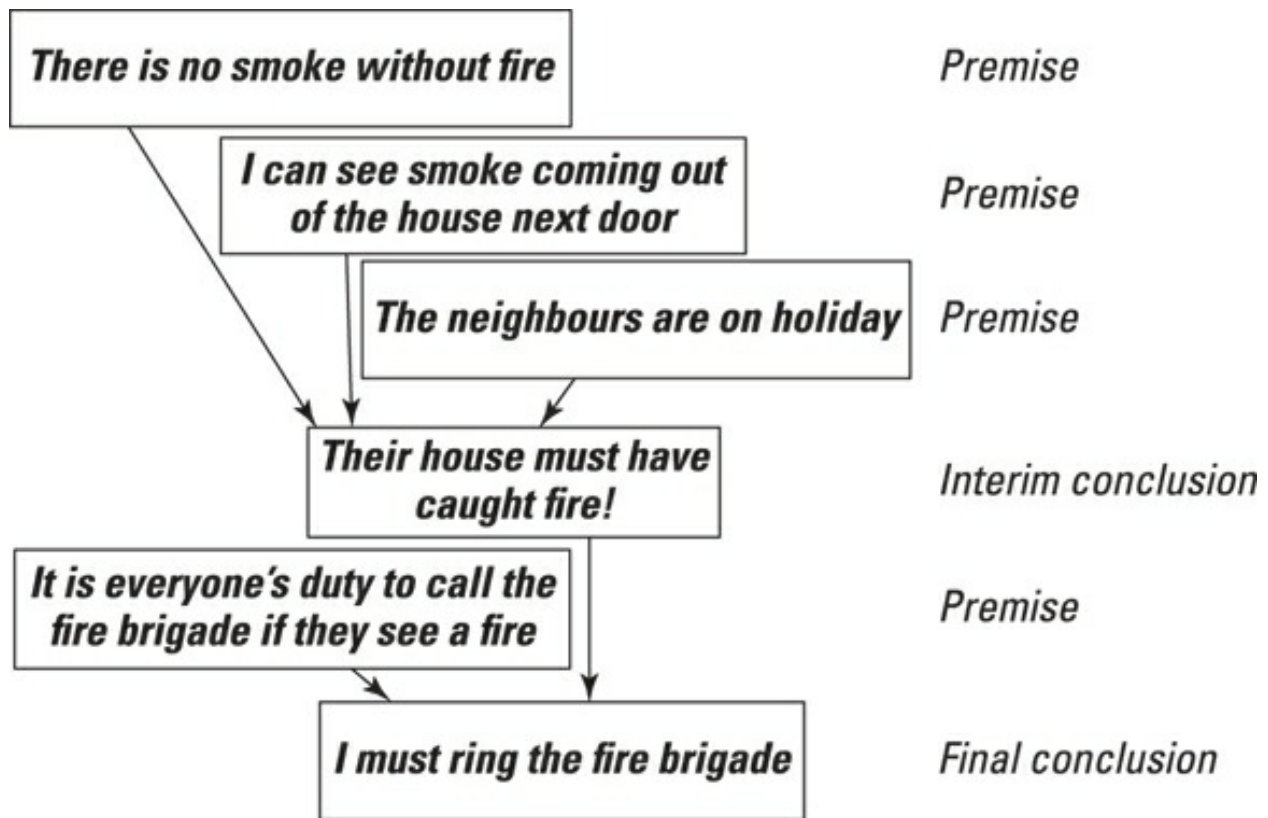 There is no smoke without fire
Premise
I can see smoke coming out
of the house next door
Premise
The neighbours are on holiday
Premise
Their house must have
caught fire!
Interim conclusion
It is everyone's duty to call the
fire brigade if they see a fire
Premise
I must ring the fire brigade
Final conclusion